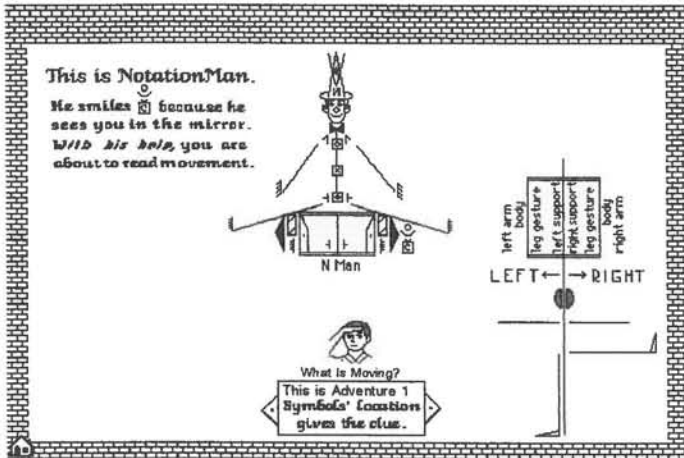 This is NotationMan.
He smiles because he
sees you in the mirror.
With his help, you are
about to read movement.
N
N Man
left arm
body
leg gesture
left support
right support
leg gesture
body
right arm
LEFT ← → RIGHT
What Is Moving?
This is Adventure 1
Symbols' Location
gives the clue.